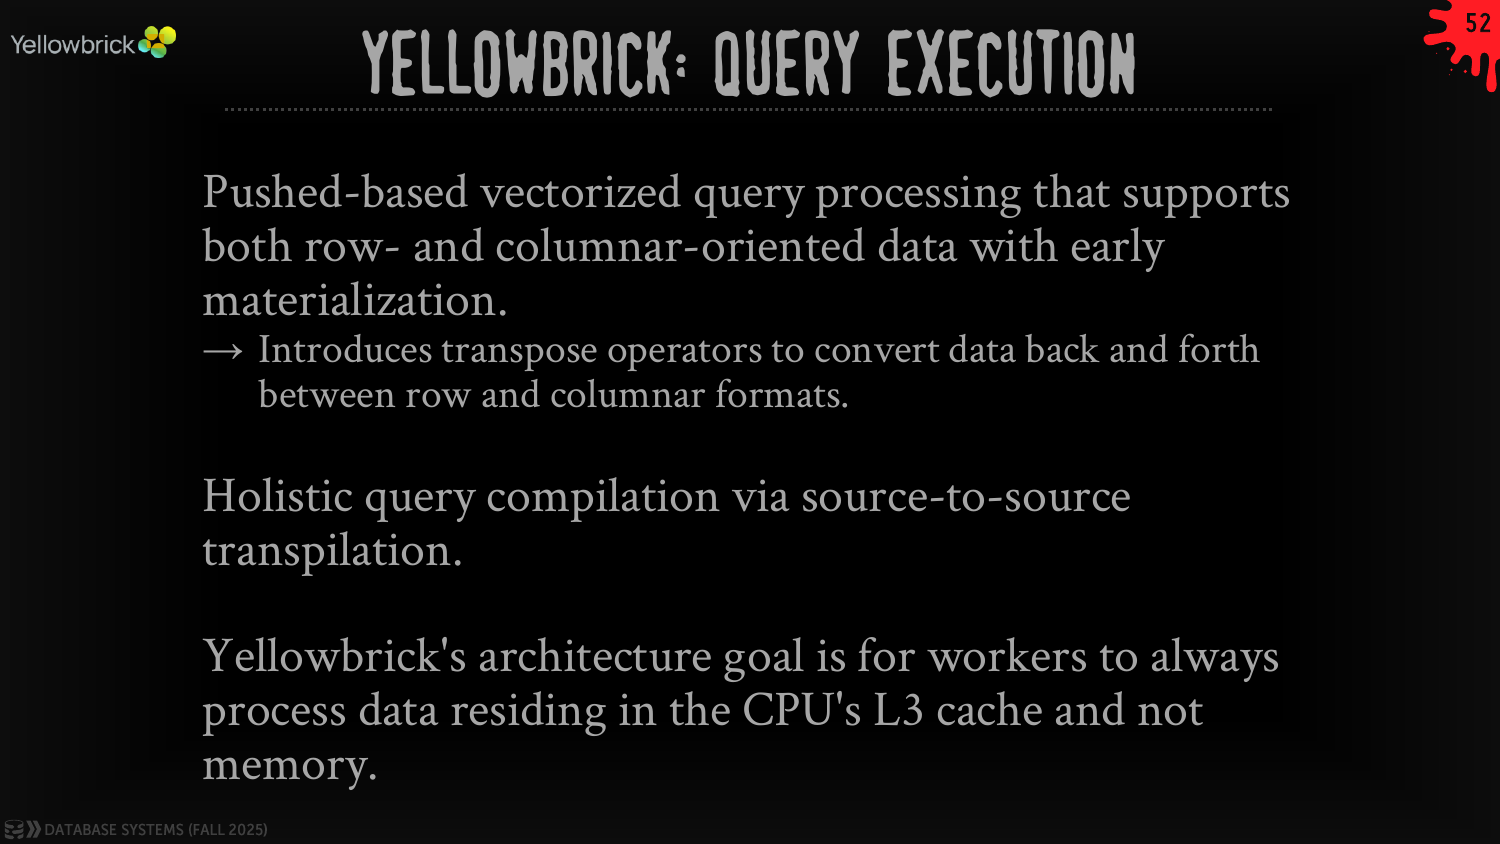 Yellowbrick
YELLOWBRICK: QUERY EXECUTION
52
Pushed-based vectorized query processing that supports
both row- and columnar-oriented data with early
materialization.
→ Introduces transpose operators to convert data back and forth
between row and columnar formats.
Holistic query compilation via source-to-source
transpilation.
Yellowbrick's architecture goal is for workers to always
process data residing in the CPU's L3 cache and not
memory.
DATABASE SYSTEMS (FALL 2025)